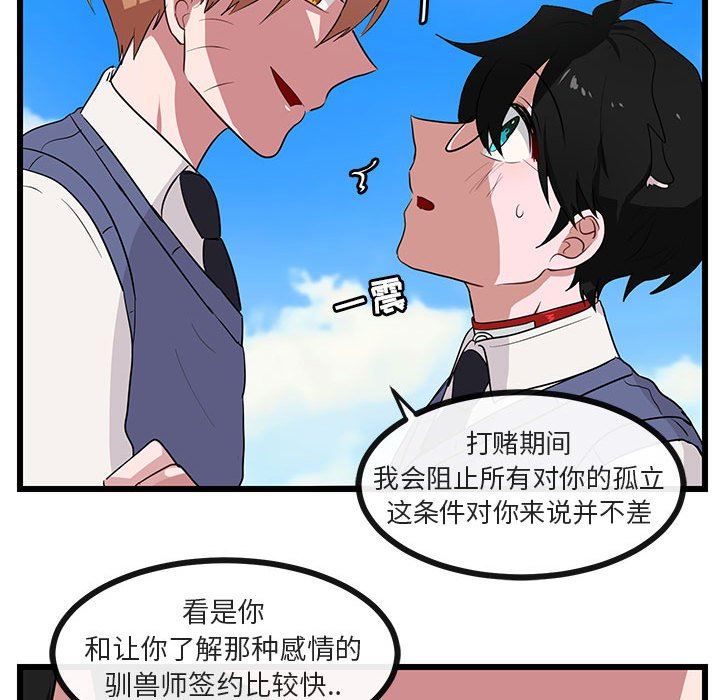 一震
打赌期间
我会阻止所有对你的孤立
这条件对你来说并不差
看是你
和让你了解那种感情的
驯兽师签约比较快..